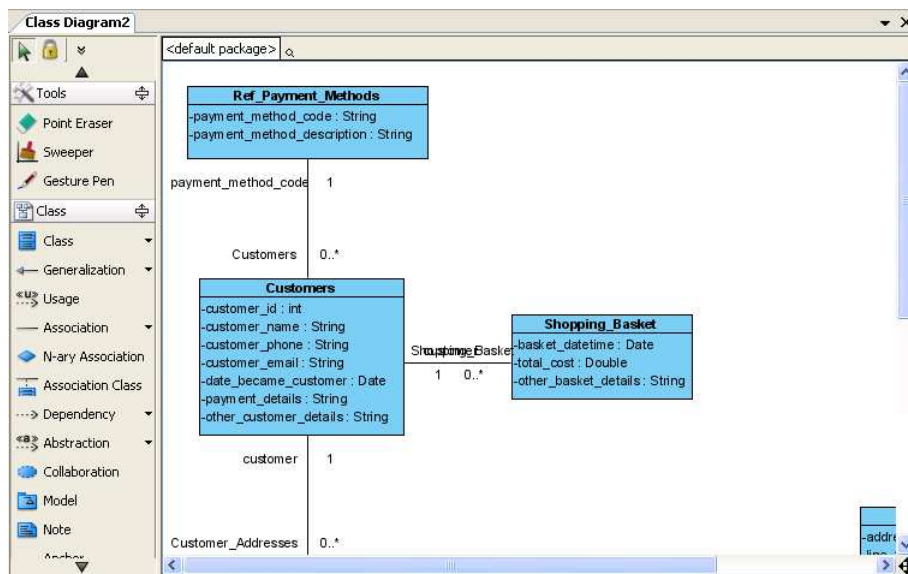 Class Diagram2
<default package>
Tools
Point Eraser
Sweeper
Gesture Pen
Class
Class
Generalization
Usage
Association
N-ary Association
Association Class
Dependency
Abstraction
Collaboration
Model
Note
Ref_Payment_Methods
-payment_method_code : String
-payment_method_description : String
payment_method_code 1
Customers 0..*
Customers
-customer_id : int
-customer_name : String
-customer_phone : String
-customer_email : String
-date_became_customer : Date
-payment_details : String
-other_customer_details : String
1 0..*
Shopping_Basket
-basket_datetime : Date
-total_cost : Double
-other_basket_details : String
customer 1
Customer_Addresses 0..*